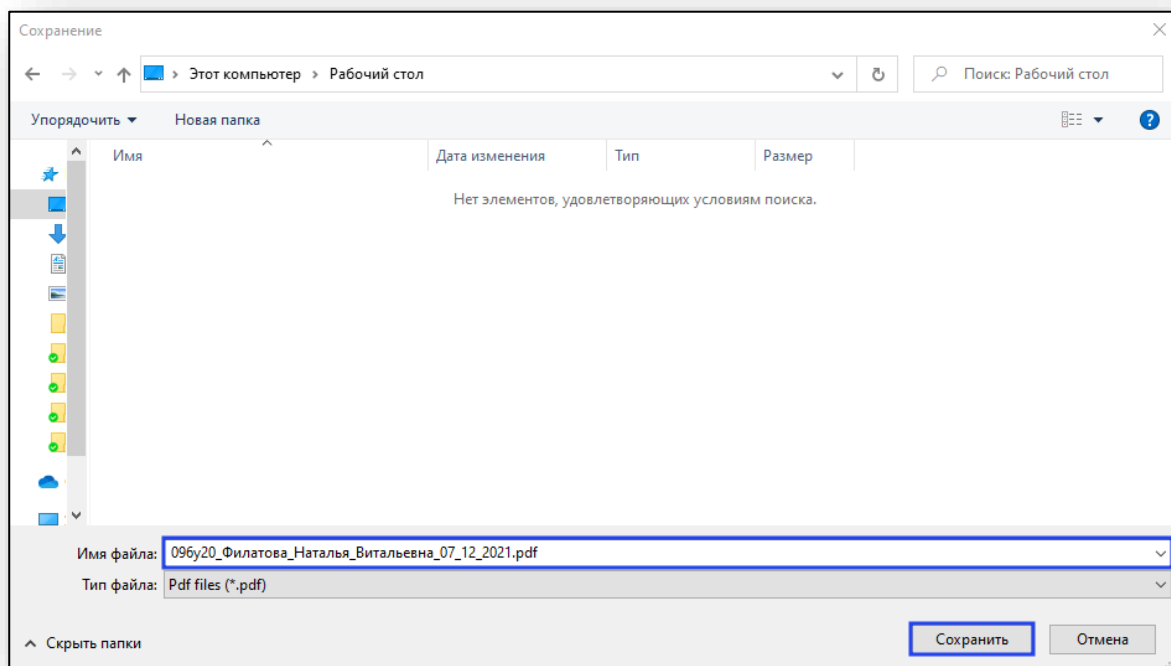 Сохранение
Этот компьютер › Рабочий стол
Поиск: Рабочий стол
Упорядочить
Новая папка
Имя
Дата изменения
Тип
Размер
Нет элементов, удовлетворяющих условиям поиска.
Имя файла: 096у20_Филатова_Наталья_Витальевна_07_12_2021.pdf
Тип файла: Pdf files (*.pdf)
Скрыть папки
Сохранить
Отмена